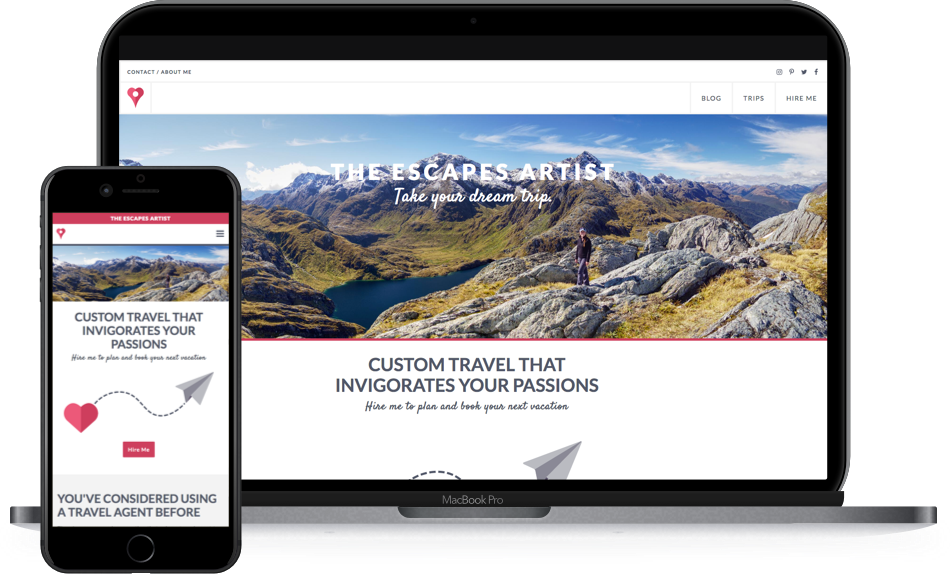 CONTACT / ABOUT ME
BLOG
TRIPS
HIRE ME
THE ESCAPES ARTIST
Take your dream trip.
CUSTOM TRAVEL THAT
INVIGORATES YOUR PASSIONS
Hire me to plan and book your next vacation
MacBook Pro
THE ESCAPES ARTIST
CUSTOM TRAVEL THAT
INVIGORATES YOUR
PASSIONS
Hire me to plan and book your next vacation
Hire Me
YOU'VE CONSIDERED USING
A TRAVEL AGENT BEFORE